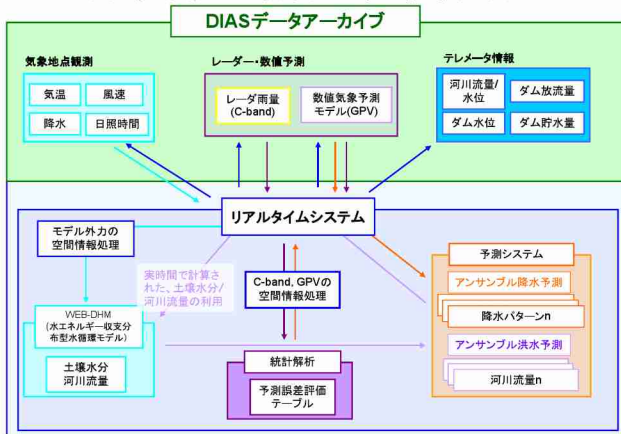 DIASデータアーカイブ
気象地点観測
気温
風速
降水
日照時間
レーダー・数値予測
レーダ雨量
(C-band)
数値気象予測
モデル(GPV)
テレメータ情報
河川流量/
水位
ダム放流量
ダム水位
ダム貯水量
リアルタイムシステム
モデル外力の
空間情報処理
実時間で計算さ
れた、土壌水分/
河川流量の利用
C-band, GPVの
空間情報処理
WEB-DHM
(水エネルギー収支分
布型水循環モデル)
土壌水分
河川流量
統計解析
予測誤差評価
テーブル
予測システム
アンサンブル降水予測
降水パターンn
アンサンブル洪水予測
河川流量n